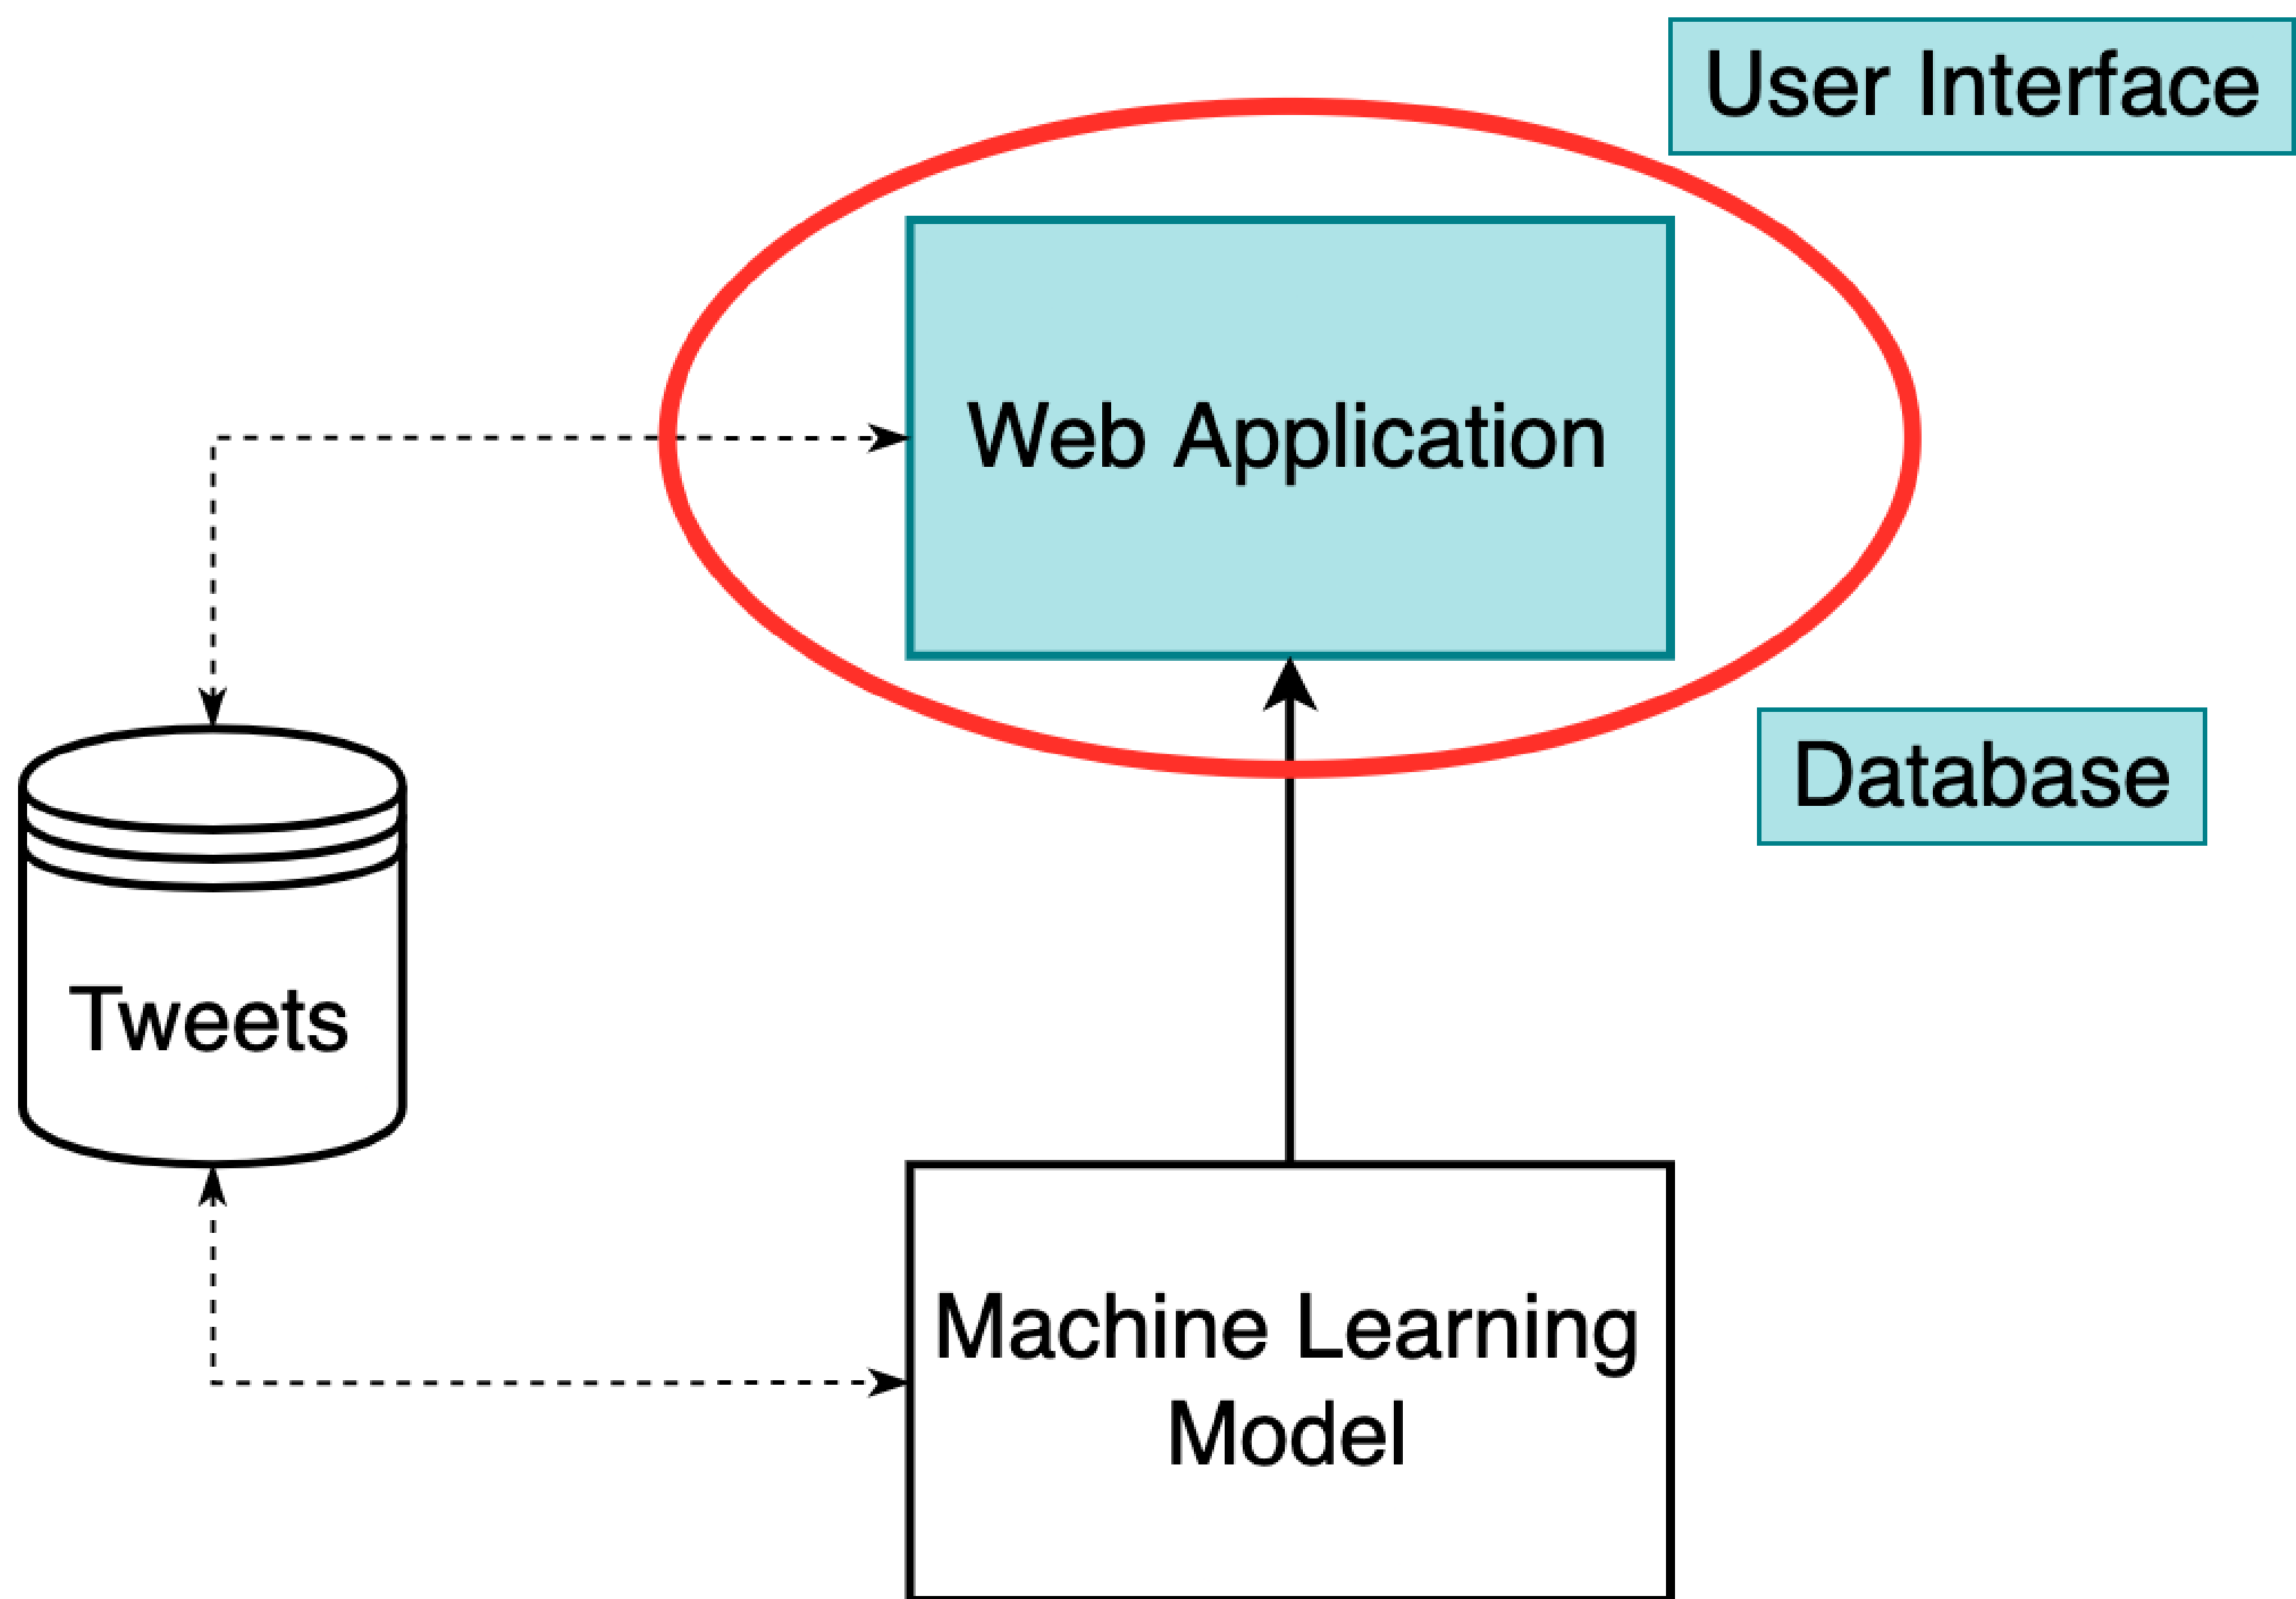 User Interface
Web Application
Database
Tweets
Machine Learning
Model